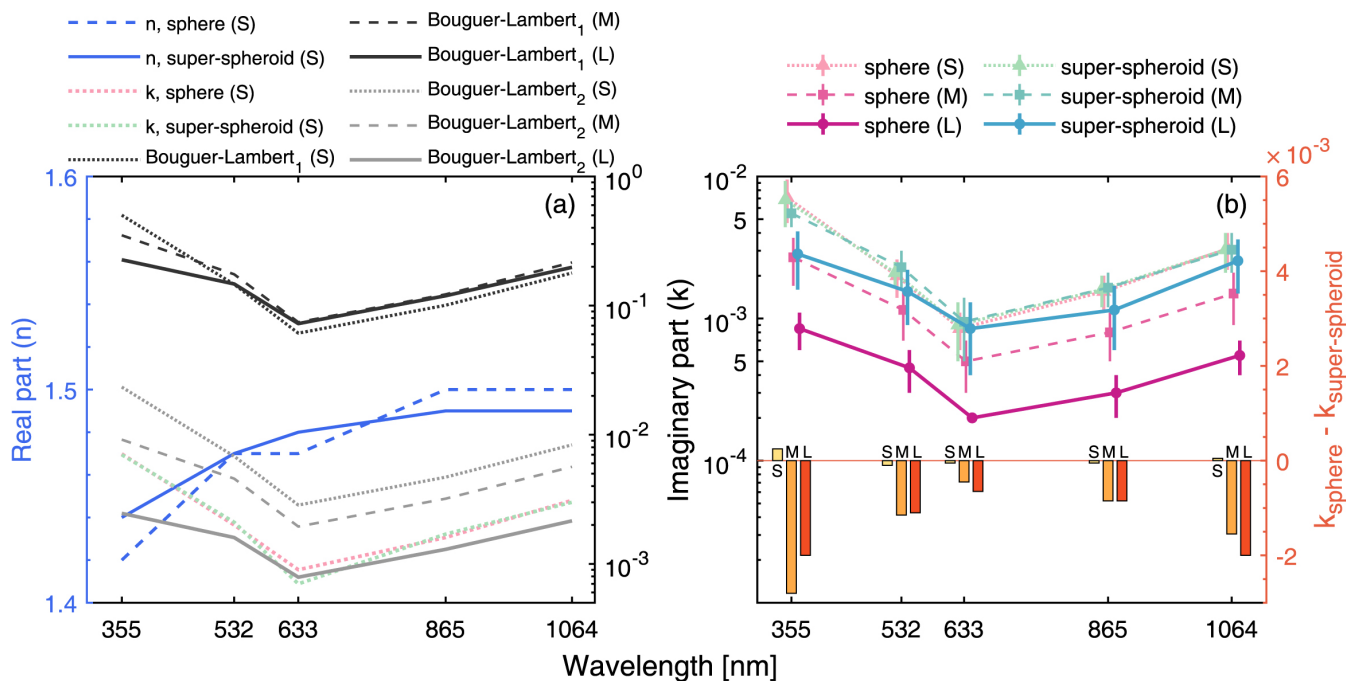 n, sphere (S)
n, super-spheroid (S)
k, sphere (S)
k, super-spheroid (S)
Bouguer-Lambert₁ (S)
Bouguer-Lambert₁ (M)
Bouguer-Lambert₁ (L)
Bouguer-Lambert₂ (S)
Bouguer-Lambert₂ (M)
Bouguer-Lambert₂ (L)
sphere (S)
sphere (M)
sphere (L)
super-spheroid (S)
super-spheroid (M)
super-spheroid (L)
(a)
Real part (n)
1.6
1.5
1.4
10⁰
10⁻¹
10⁻²
10⁻³
355 532 633 865 1064
(b)
Imaginary part (k)
10⁻²
5
10⁻³
5
10⁻⁴
× 10⁻³
6
4
2
0
-2
k_sphere - k_super-spheroid
S M L
S M L
S M L
S M L
S M L
355 532 633 865 1064
Wavelength [nm]